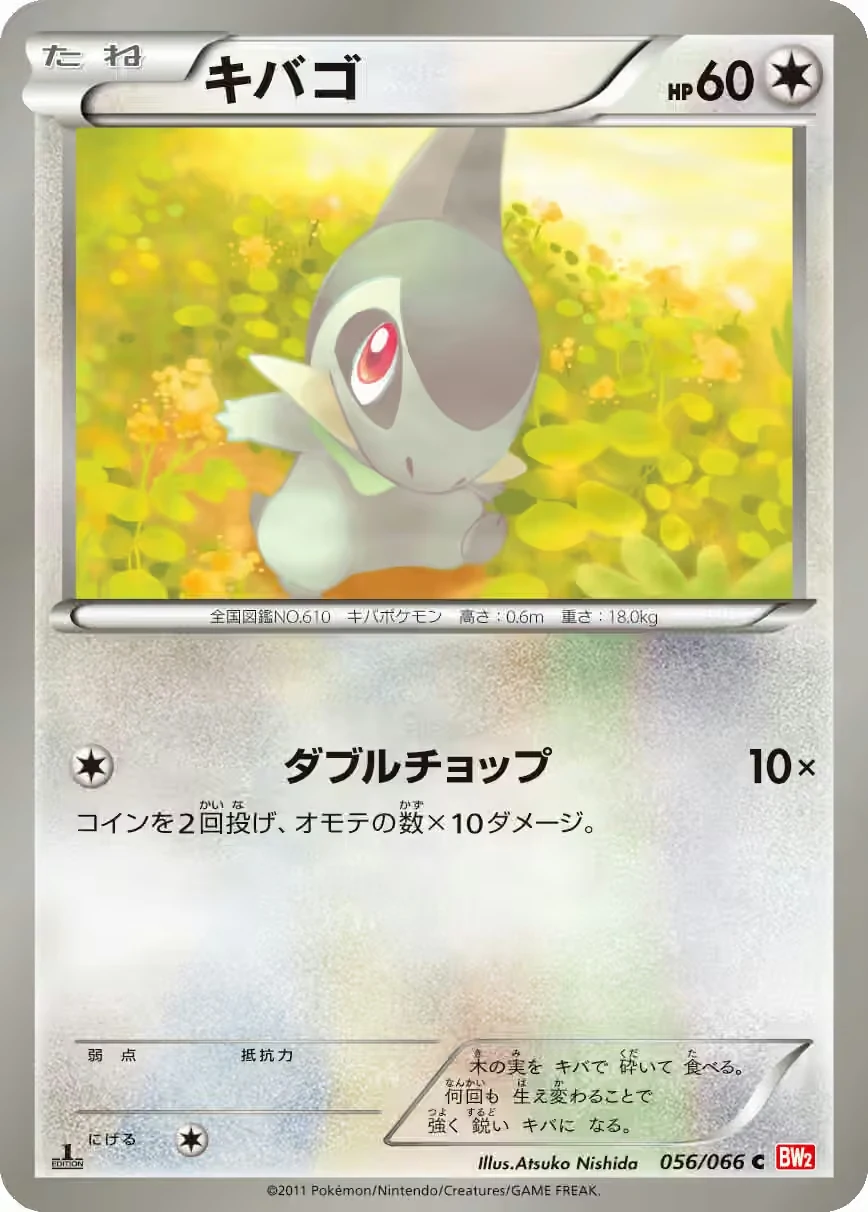 たね キバゴ HP60
全国図鑑NO.610 キバポケモン 高さ:0.6m 重さ:18.0kg
ダブルチョップ 10×
コインを2回投げ、オモテの数×10ダメージ。
弱点 抵抗力
にげる
木の実を キバで 砕いて 食べる。
何回も 生え変わることで
強く 鋭い キバに なる。
1 EDITION
Illus.Atsuko Nishida 056/066 C BW2
©2011 Pokémon/Nintendo/Creatures/GAME FREAK.